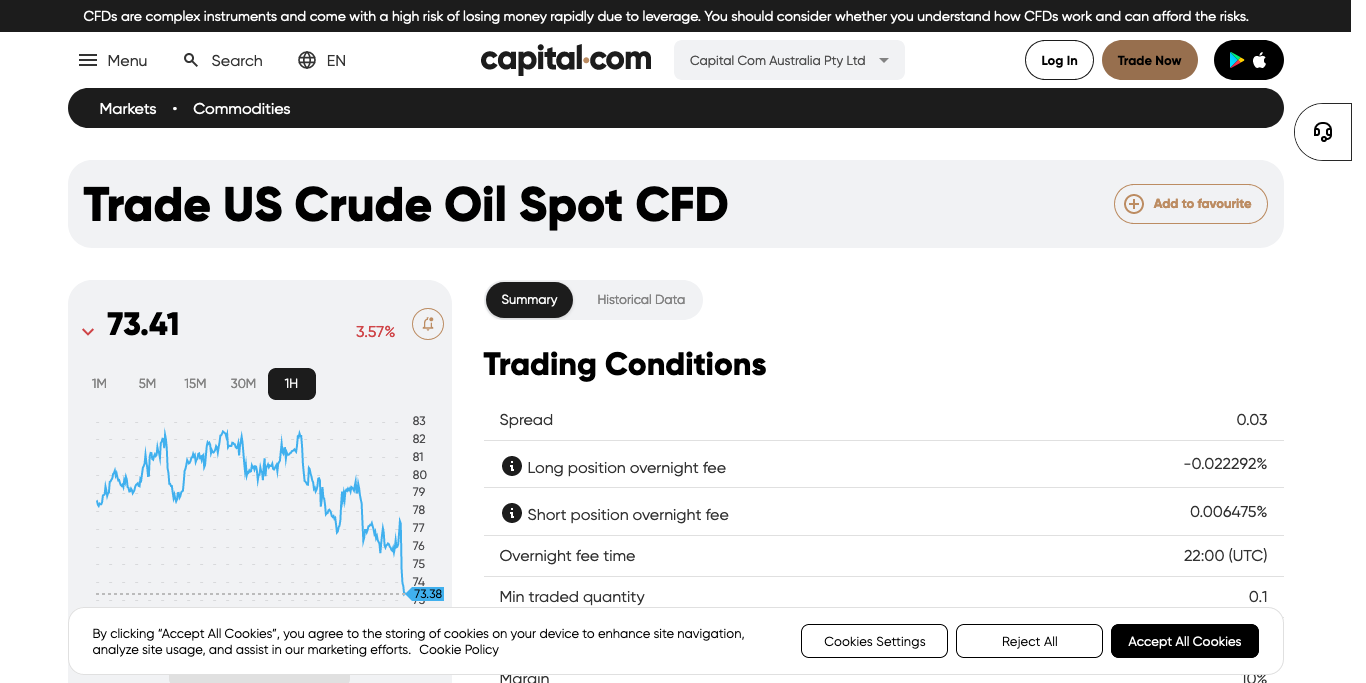 CFDs are complex instruments and come with a high risk of losing money rapidly due to leverage. You should consider whether you understand how CFDs work and can afford the risks.
Menu
Search
EN
capital.com
Capital Com Australia Pty Ltd
Log In
Trade Now
Markets • Commodities
Trade US Crude Oil Spot CFD
Add to favourite
73.41
3.57%
1M 5M 15M 30M 1H
83
82
81
80
79
78
77
76
75
74
73.38
Summary
Historical Data
Trading Conditions
Spread 0.03
Long position overnight fee -0.022292%
Short position overnight fee 0.006475%
Overnight fee time 22:00 (UTC)
Min traded quantity 0.1
By clicking “Accept All Cookies”, you agree to the storing of cookies on your device to enhance site navigation,
analyze site usage, and assist in our marketing efforts. Cookie Policy
Cookies Settings
Reject All
Accept All Cookies
Margin 10%